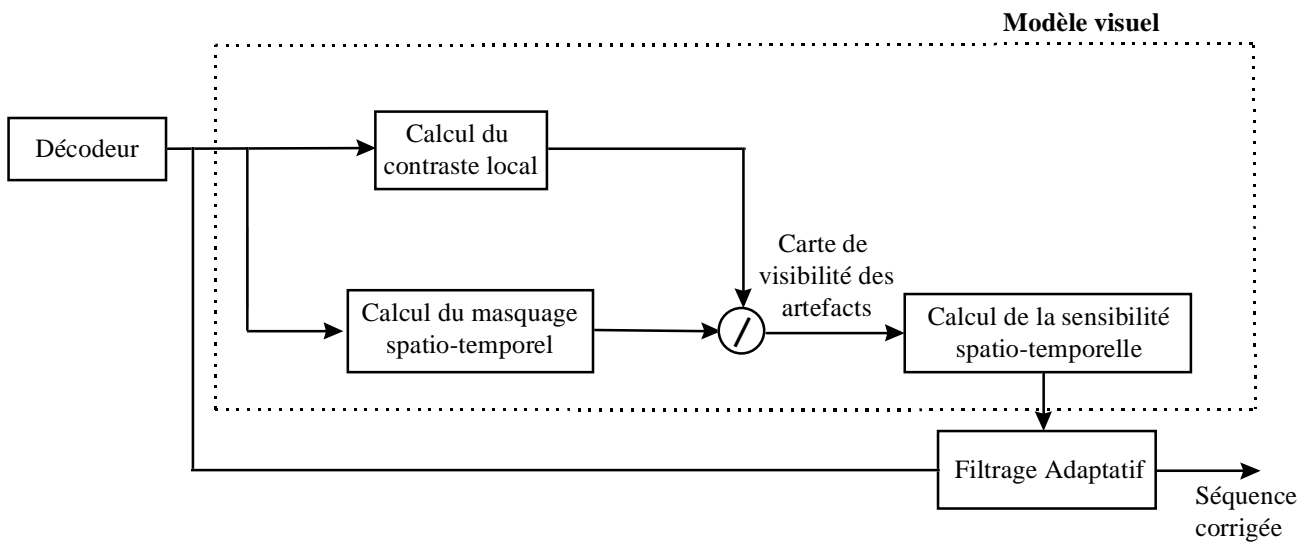 Modèle visuel
Décodeur
Calcul du
contraste local
Carte de
visibilité des
artefacts
Calcul du masquage
spatio-temporel
Calcul de la sensibilité
spatio-temporelle
Filtrage Adaptatif
Séquence
corrigée